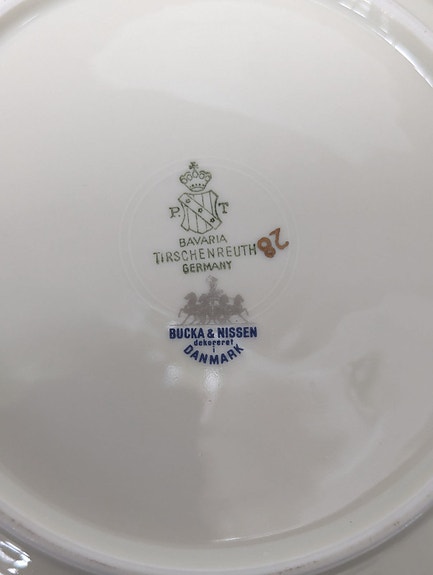 P. T
BAVARIA
TIRSCHENREUTH 28
GERMANY
BUCKA & NISSEN
dekoreret
i
DANMARK